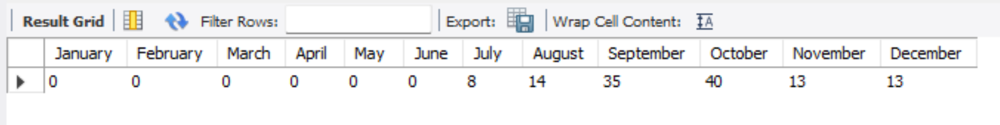 Result Grid Filter Rows: Export: Wrap Cell Content: A
January February March April May June July August September October November December
0 0 0 0 0 0 8 14 35 40 13 13